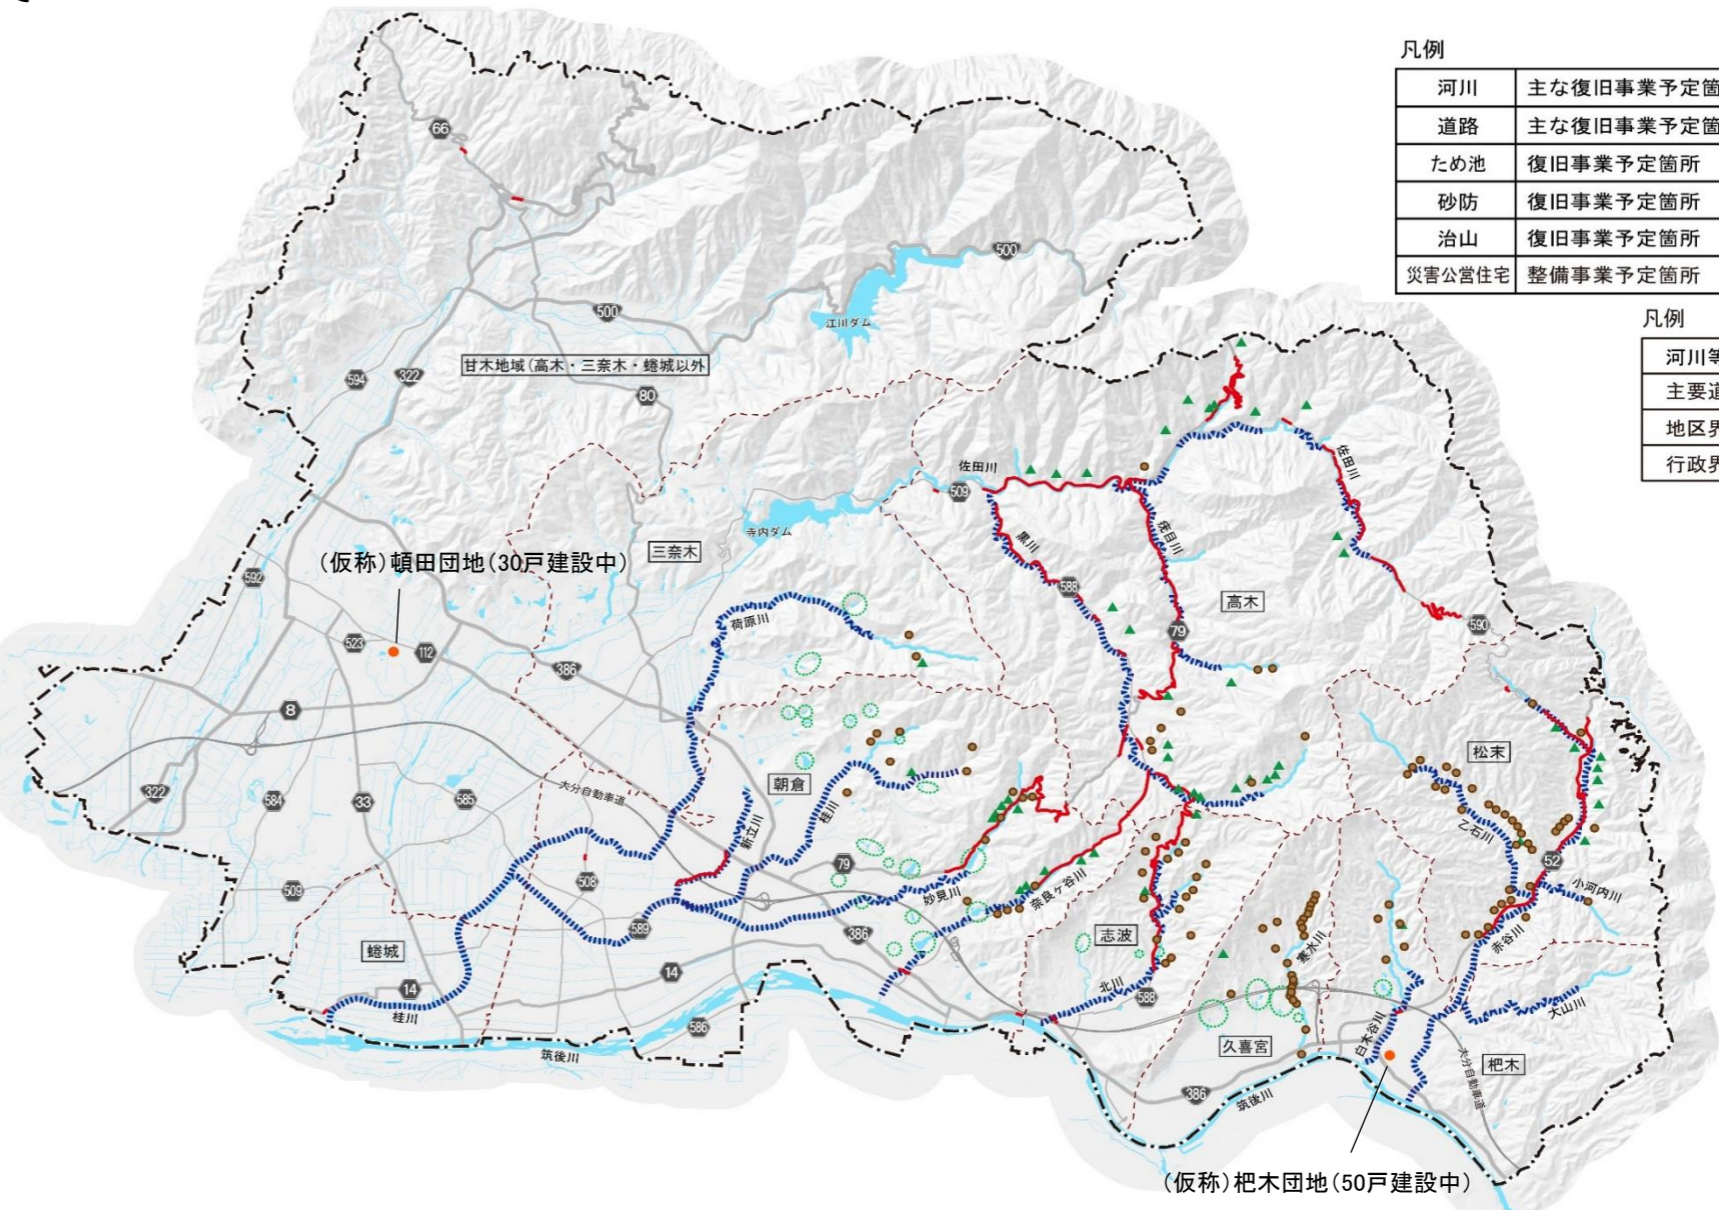 凡例
河川 主な復旧事業予定箇
道路 主な復旧事業予定箇
ため池 復旧事業予定箇所
砂防 復旧事業予定箇所
治山 復旧事業予定箇所
災害公営住宅 整備事業予定箇所
凡例
河川等
主要道
地区界
行政界
66
500
江川ダム
500
甘木地域(高木・三奈木・蜷城以外
594
322
80
佐田川
佐田川
509
寺内ダム
三奈木
黒川
疣目川
(仮称)頓田団地(30戸建設中)
592
588
高木
荷原川
523
112
79
590
386
8
松末
朝倉
322
584
33
585
大分自動車道
新立川
桂川
乙石川
79
52
509
508
妙見川
奈良ヶ谷川
小河内川
589
386
志波
寒水川
赤谷川
蜷城
14
14
北川
588
桂川
586
筑後川
久喜宮
白木谷川
大山川
杷木
大分自動車道
386
筑後川
(仮称)杷木団地(50戸建設中)